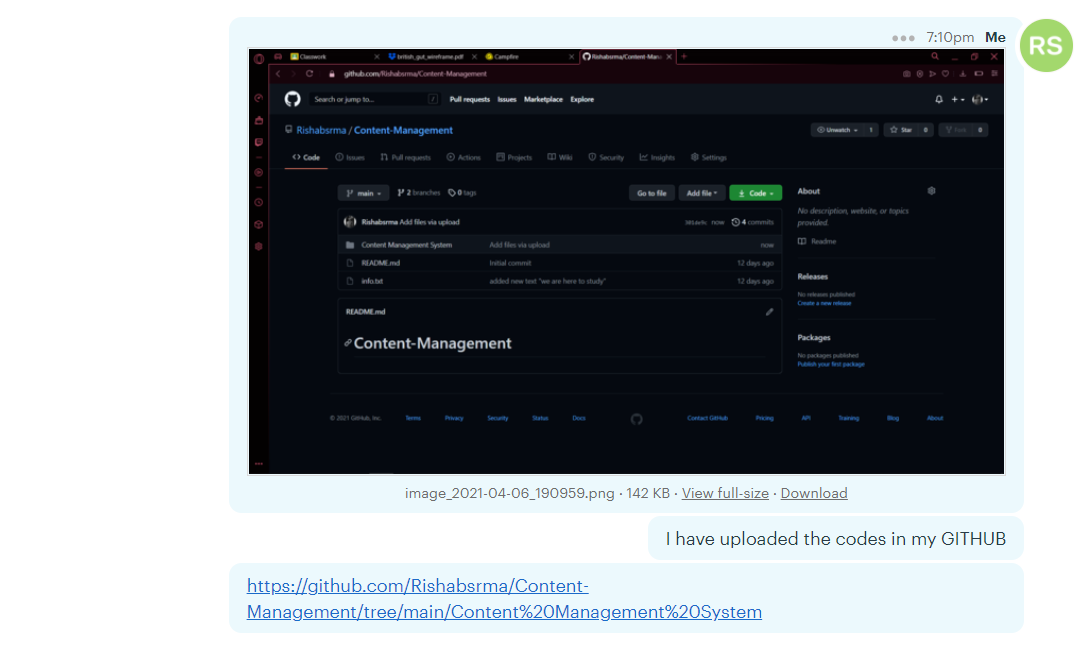 7:10pm Me
RS
Classwork british_gut_wireframe.pdf Campfire Rishabsrma/Content-Mana
github.com/Rishabsrma/Content-Management
Search or jump to... / Pull requests Issues Marketplace Explore
Rishabsrma / Content-Management
Unwatch 1 Star 0 Fork 0
Code Issues Pull requests Actions Projects Wiki Security Insights Settings
main 2 branches 0 tags Go to file Add file Code
Rishabsrma Add files via upload now 4 commits
Content Management System Add files via upload now
README.md Initial commit 12 days ago
info.txt added new text "we are here to study" 12 days ago
README.md
Content-Management
About
No description, website, or topics
provided.
Readme
Releases
No releases published
Create a new release
Packages
No packages published
Publish your first package
© 2021 GitHub, Inc. Terms Privacy Security Status Docs Contact GitHub Pricing API Training Blog About
image_2021-04-06_190959.png · 142 KB · View full-size · Download
I have uploaded the codes in my GITHUB
https://github.com/Rishabsrma/Content-
Management/tree/main/Content%20Management%20System